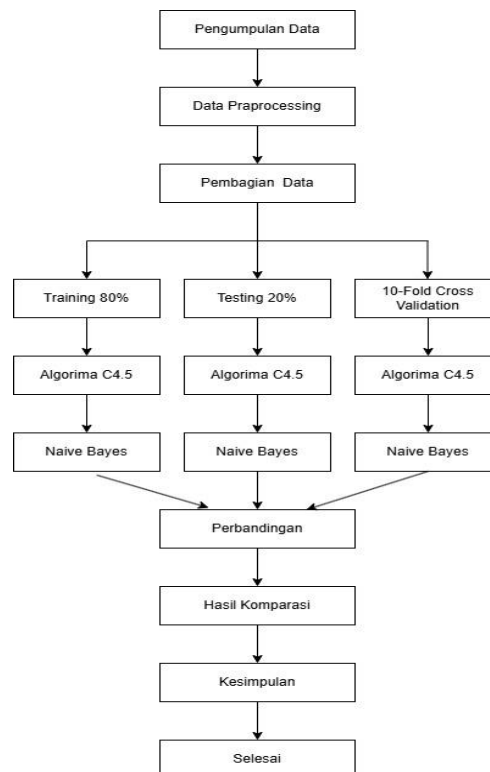 Pengumpulan Data
Data Praprocessing
Pembagian Data
Training 80%
Testing 20%
10-Fold Cross
Validation
Algorima C4.5
Algorima C4.5
Algorima C4.5
Naive Bayes
Naive Bayes
Naive Bayes
Perbandingan
Hasil Komparasi
Kesimpulan
Selesai